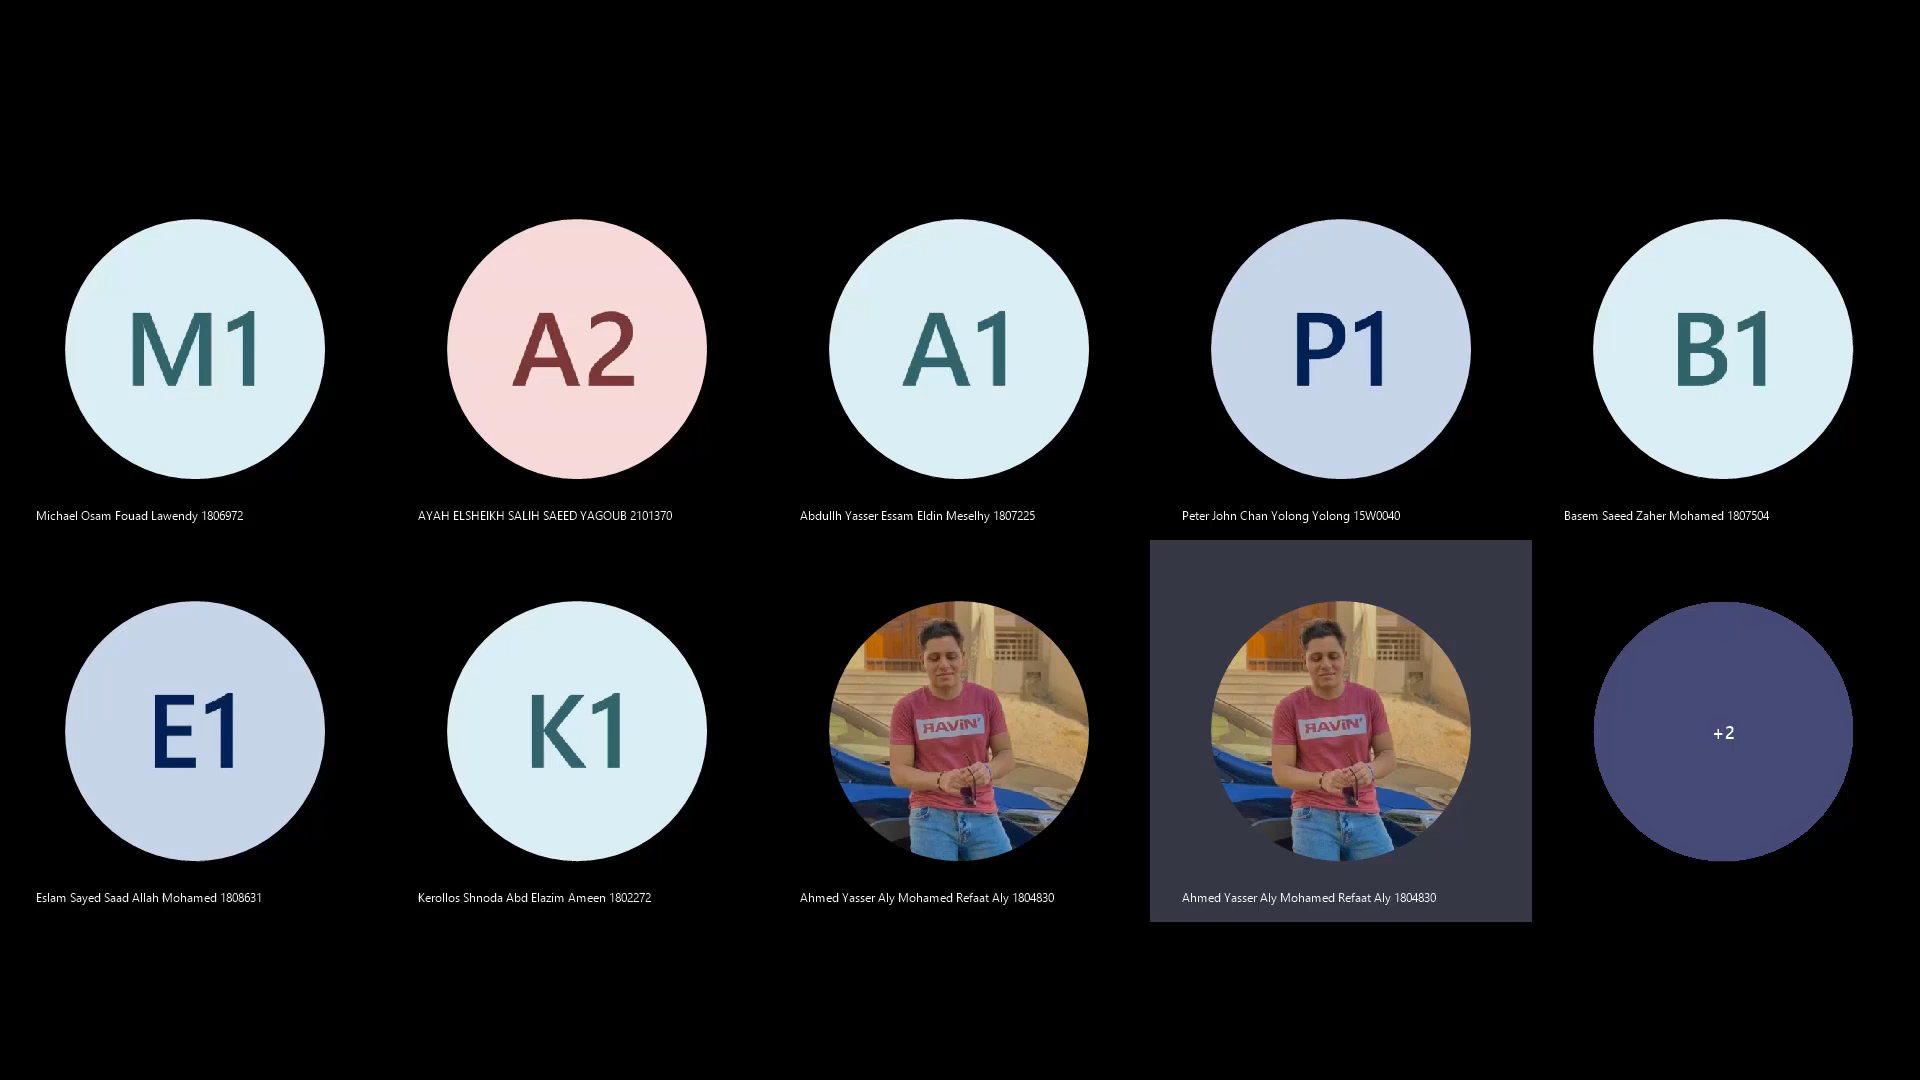 M1
A2
A1
P1
B1
Michael Osam Fouad Lawendy 1806972
AYAH ELSHEIKH SALIH SAEED YAGOUB 2101370
Abdullh Yasser Essam Eldin Meselhy 1807225
Peter John Chan Yolong Yolong 15W0040
Basem Saeed Zaher Mohamed 1807504
E1
K1
RAVIN'
RAVIN'
+2
Eslam Sayed Saad Allah Mohamed 1808631
Kerollos Shnoda Abd Elazim Ameen 1802272
Ahmed Yasser Aly Mohamed Refaat Aly 1804830
Ahmed Yasser Aly Mohamed Refaat Aly 1804830